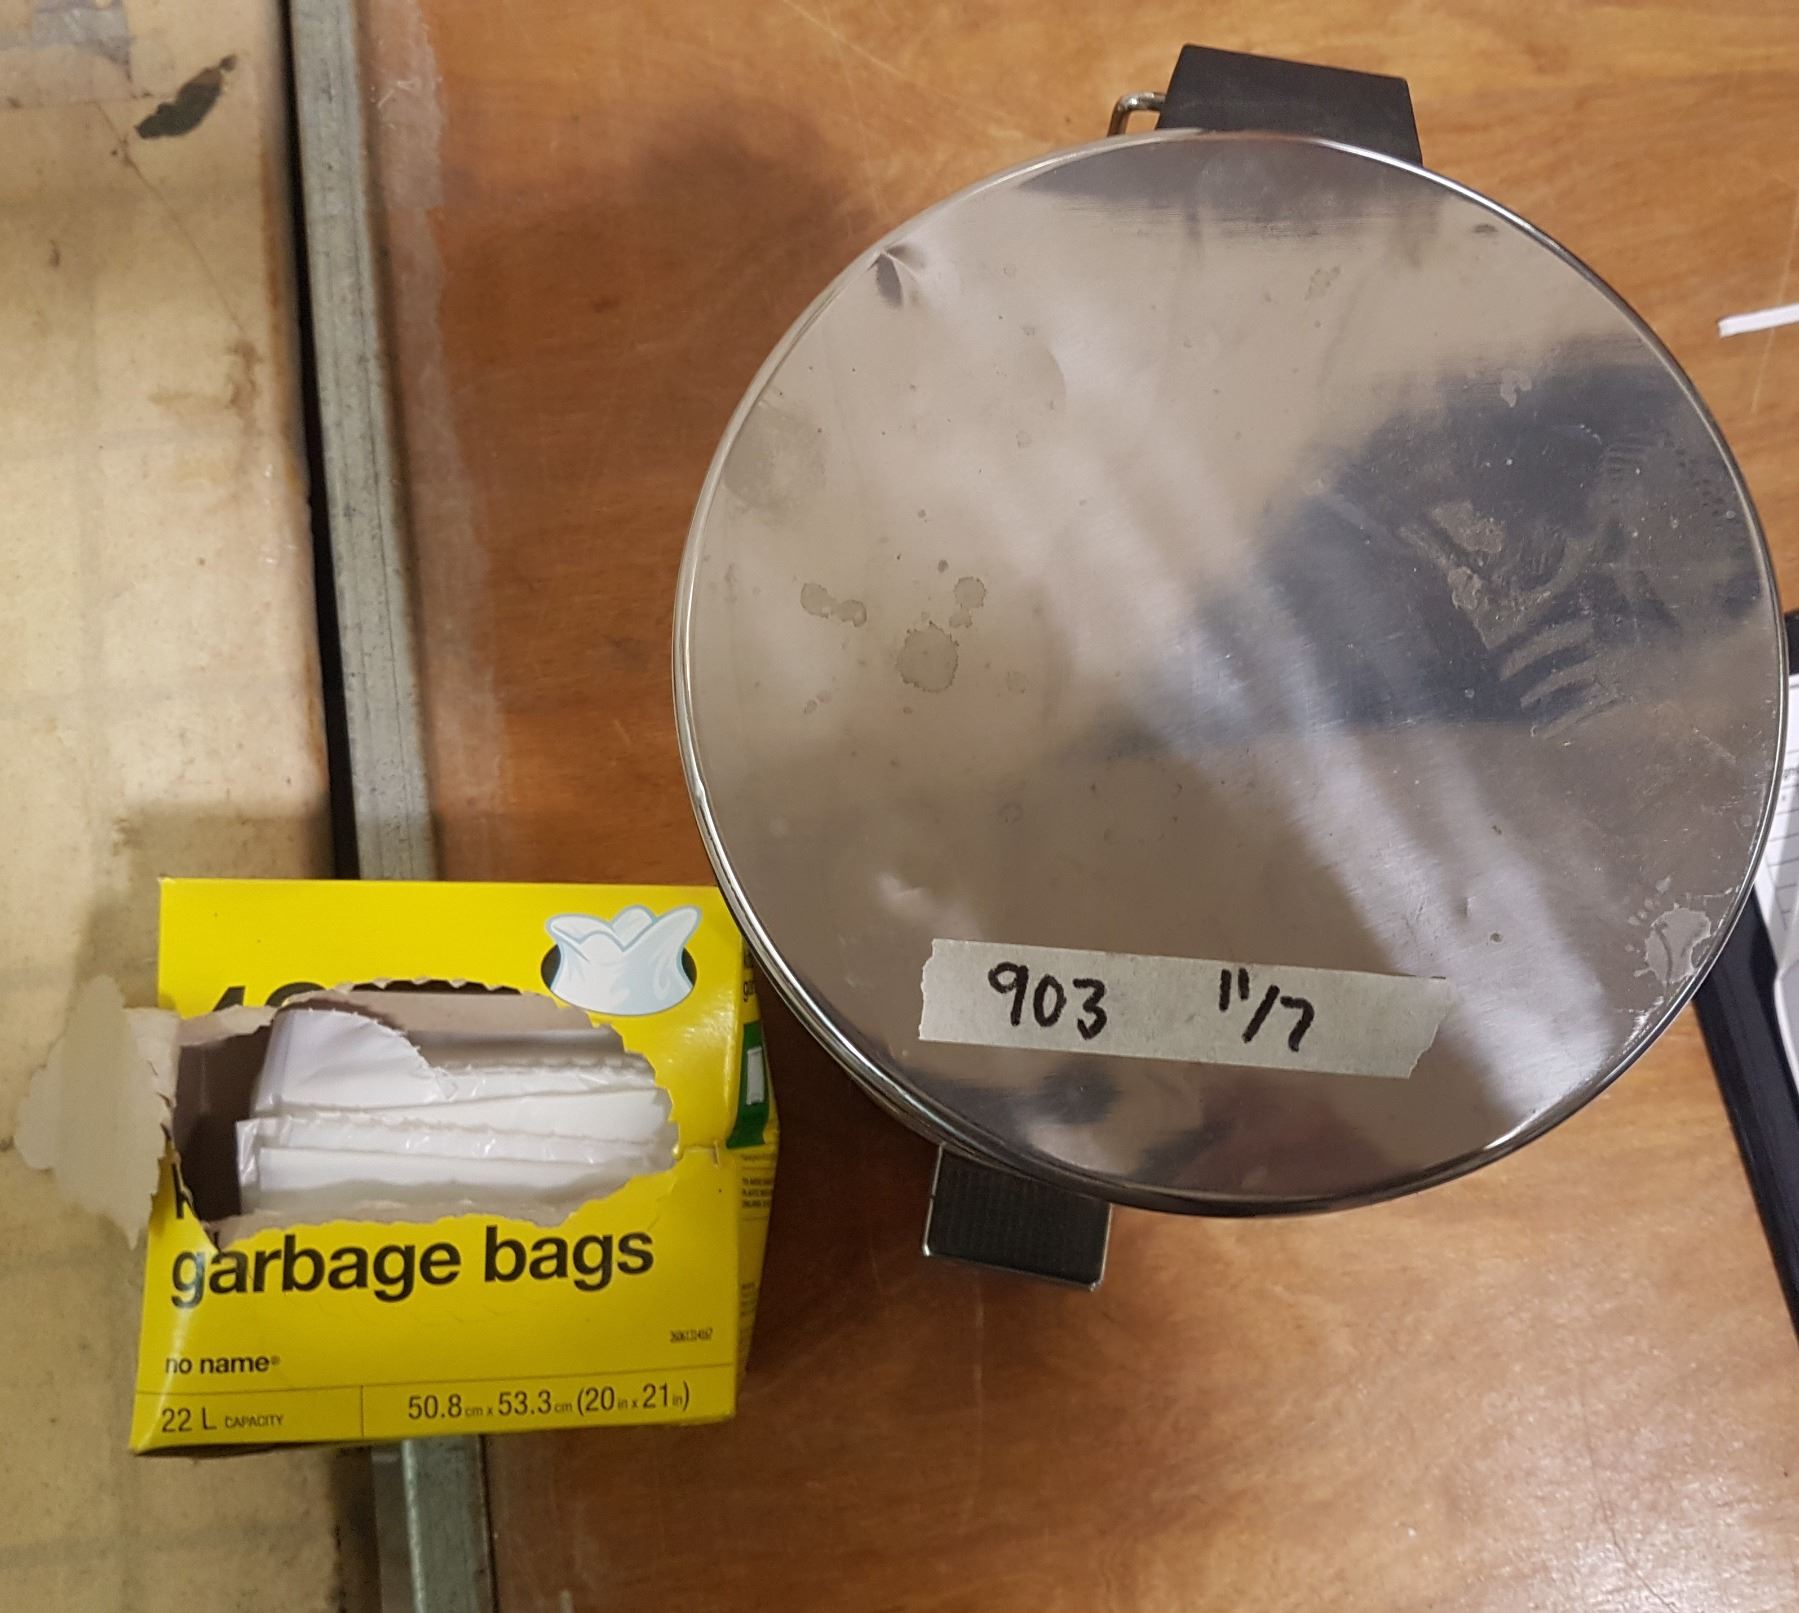 903 11/7
garbage bags
no name®
22 L CAPACITY
50.8 cm x 53.3 cm (20 in x 21 in)